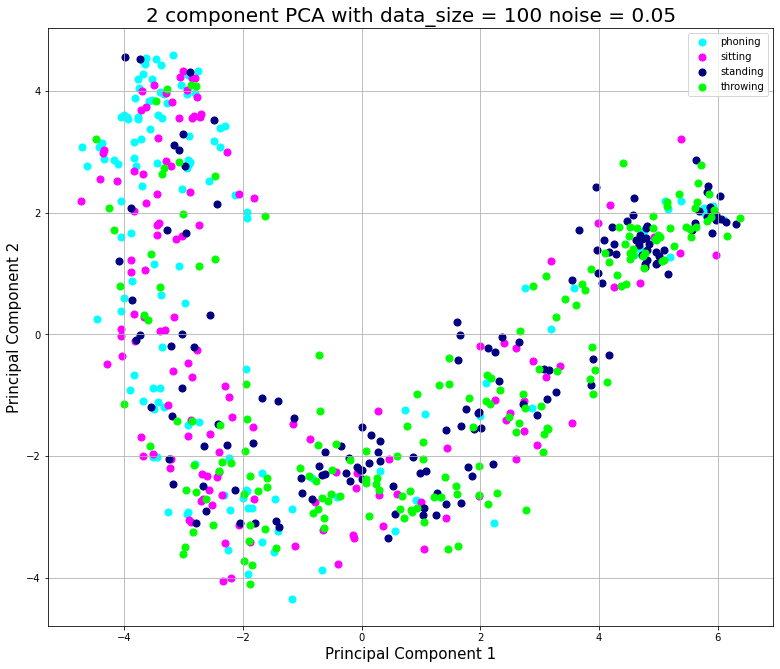 2 component PCA with data_size = 100 noise = 0.05
phoning
sitting
standing
throwing
4
2
0
−2
−4
Principal Component 2
−4 −2 0 2 4 6
Principal Component 1